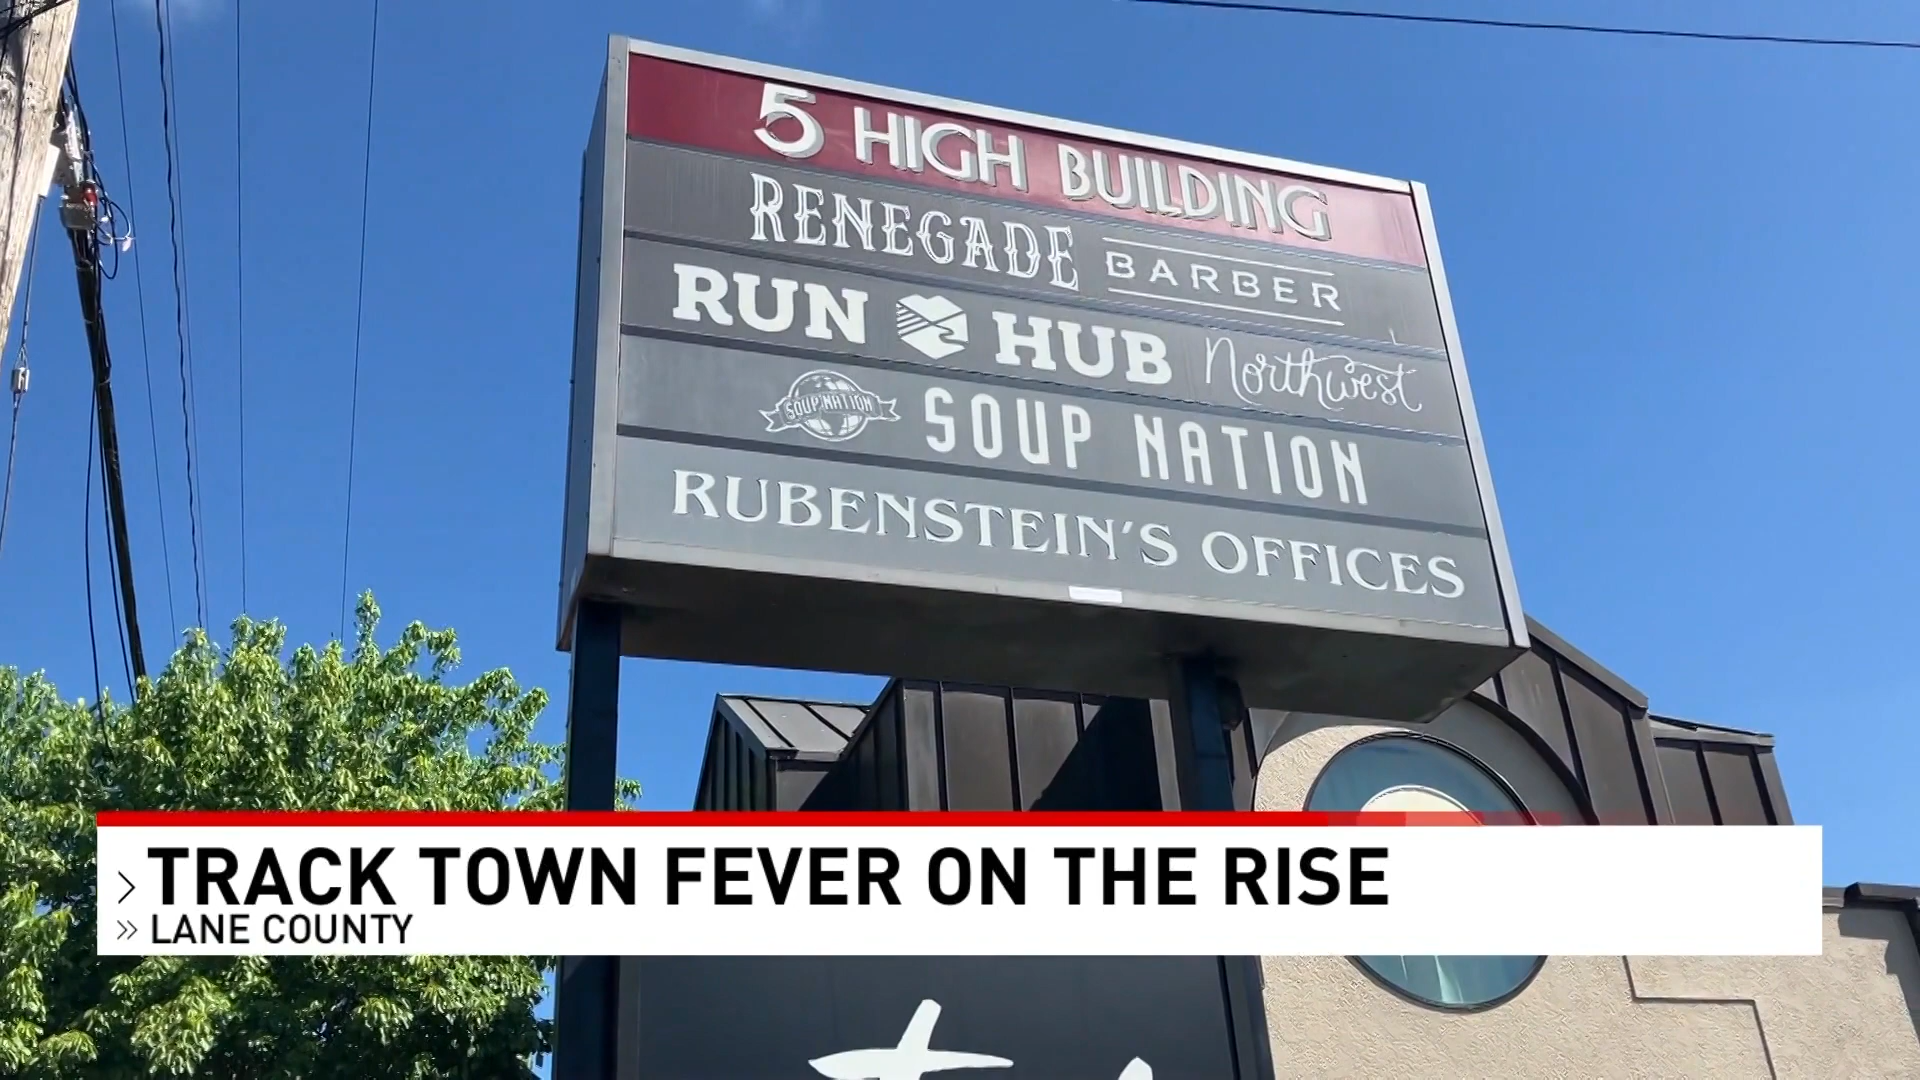 5 HIGH BUILDING
RENEGADE BARBER
RUN HUB Northwest
SOUP NATION SOUP NATION
RUBENSTEIN'S OFFICES
> TRACK TOWN FEVER ON THE RISE
» LANE COUNTY